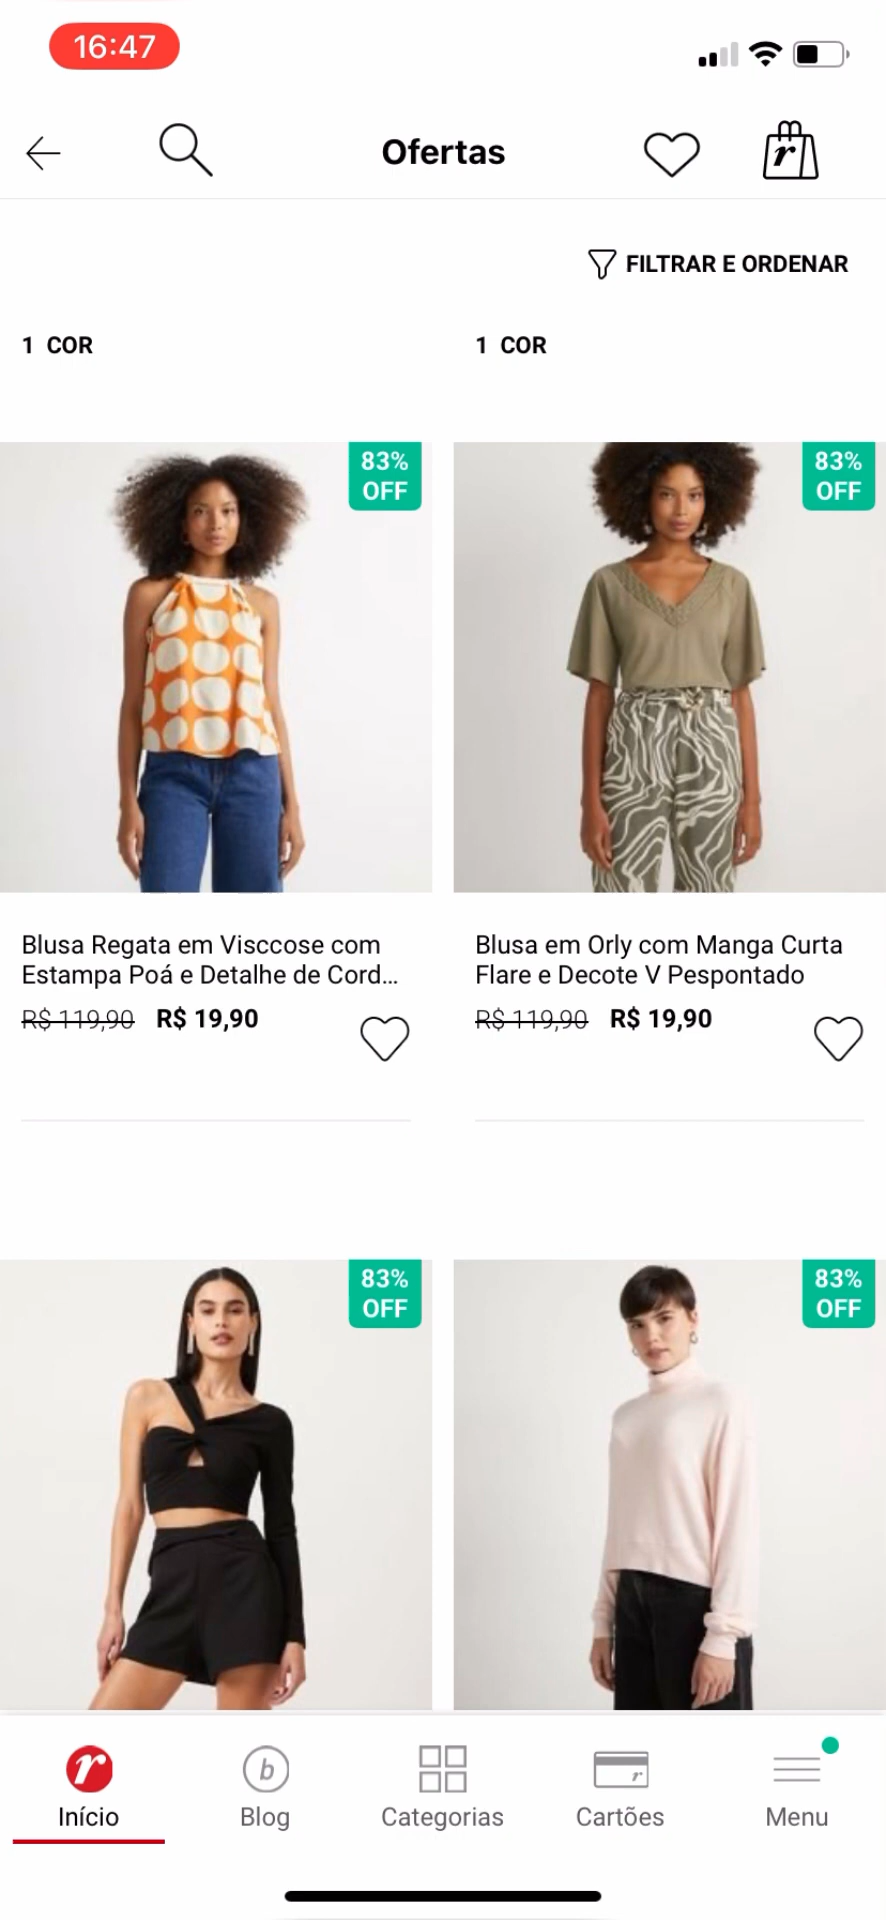 16:47
Ofertas
FILTRAR E ORDENAR
1 COR
1 COR
83%
OFF
83%
OFF
Blusa Regata em Visccose com
Estampa Poá e Detalhe de Cord...
R$ 119,90 R$ 19,90
Blusa em Orly com Manga Curta
Flare e Decote V Pespontado
R$ 119,90 R$ 19,90
83%
OFF
83%
OFF
Início
Blog
Categorias
Cartões
Menu